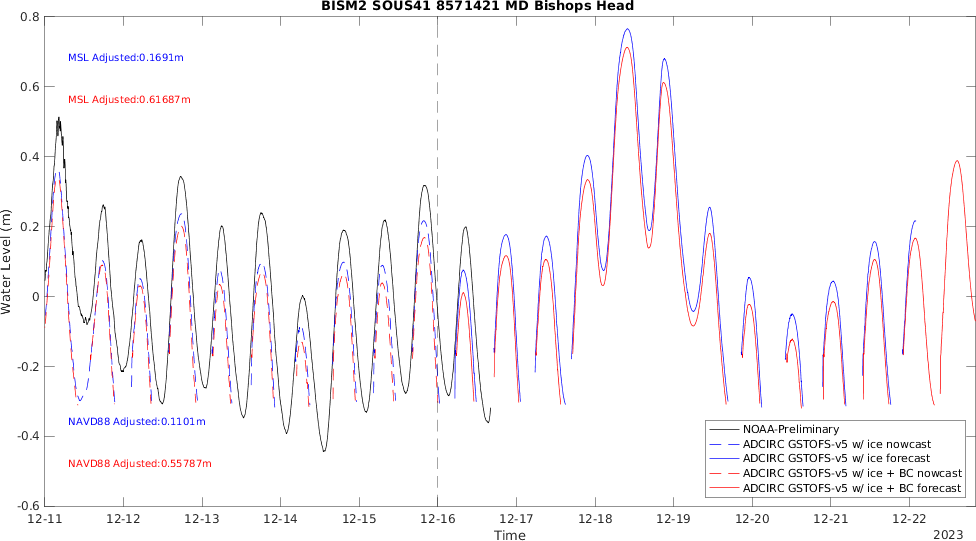 BISM2 SOUS41 8571421 MD Bishops Head
0.8
0.6
0.4
0.2
0
-0.2
-0.4
-0.6
Water Level (m)
MSL Adjusted:0.1691m
MSL Adjusted:0.61687m
NAVD88 Adjusted:0.1101m
NAVD88 Adjusted:0.55787m
NOAA-Preliminary
ADCIRC GSTOFS-v5 w/ ice nowcast
ADCIRC GSTOFS-v5 w/ ice forecast
ADCIRC GSTOFS-v5 w/ ice + BC nowcast
ADCIRC GSTOFS-v5 w/ ice + BC forecast
12-11 12-12 12-13 12-14 12-15 12-16 12-17 12-18 12-19 12-20 12-21 12-22
Time
2023